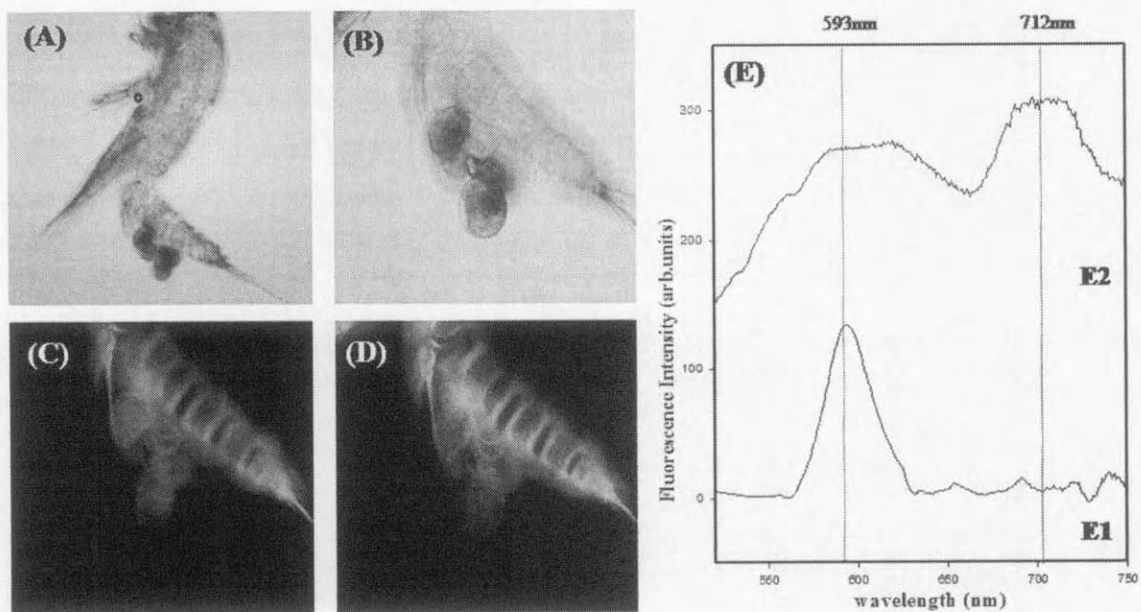 (A)
(B)
(C)
(D)
593nm 712nm
(E)
300
200
100
0
Fluorescence Intensity (arb.units)
E2
E1
550 600 650 700 750
wavelength (nm)